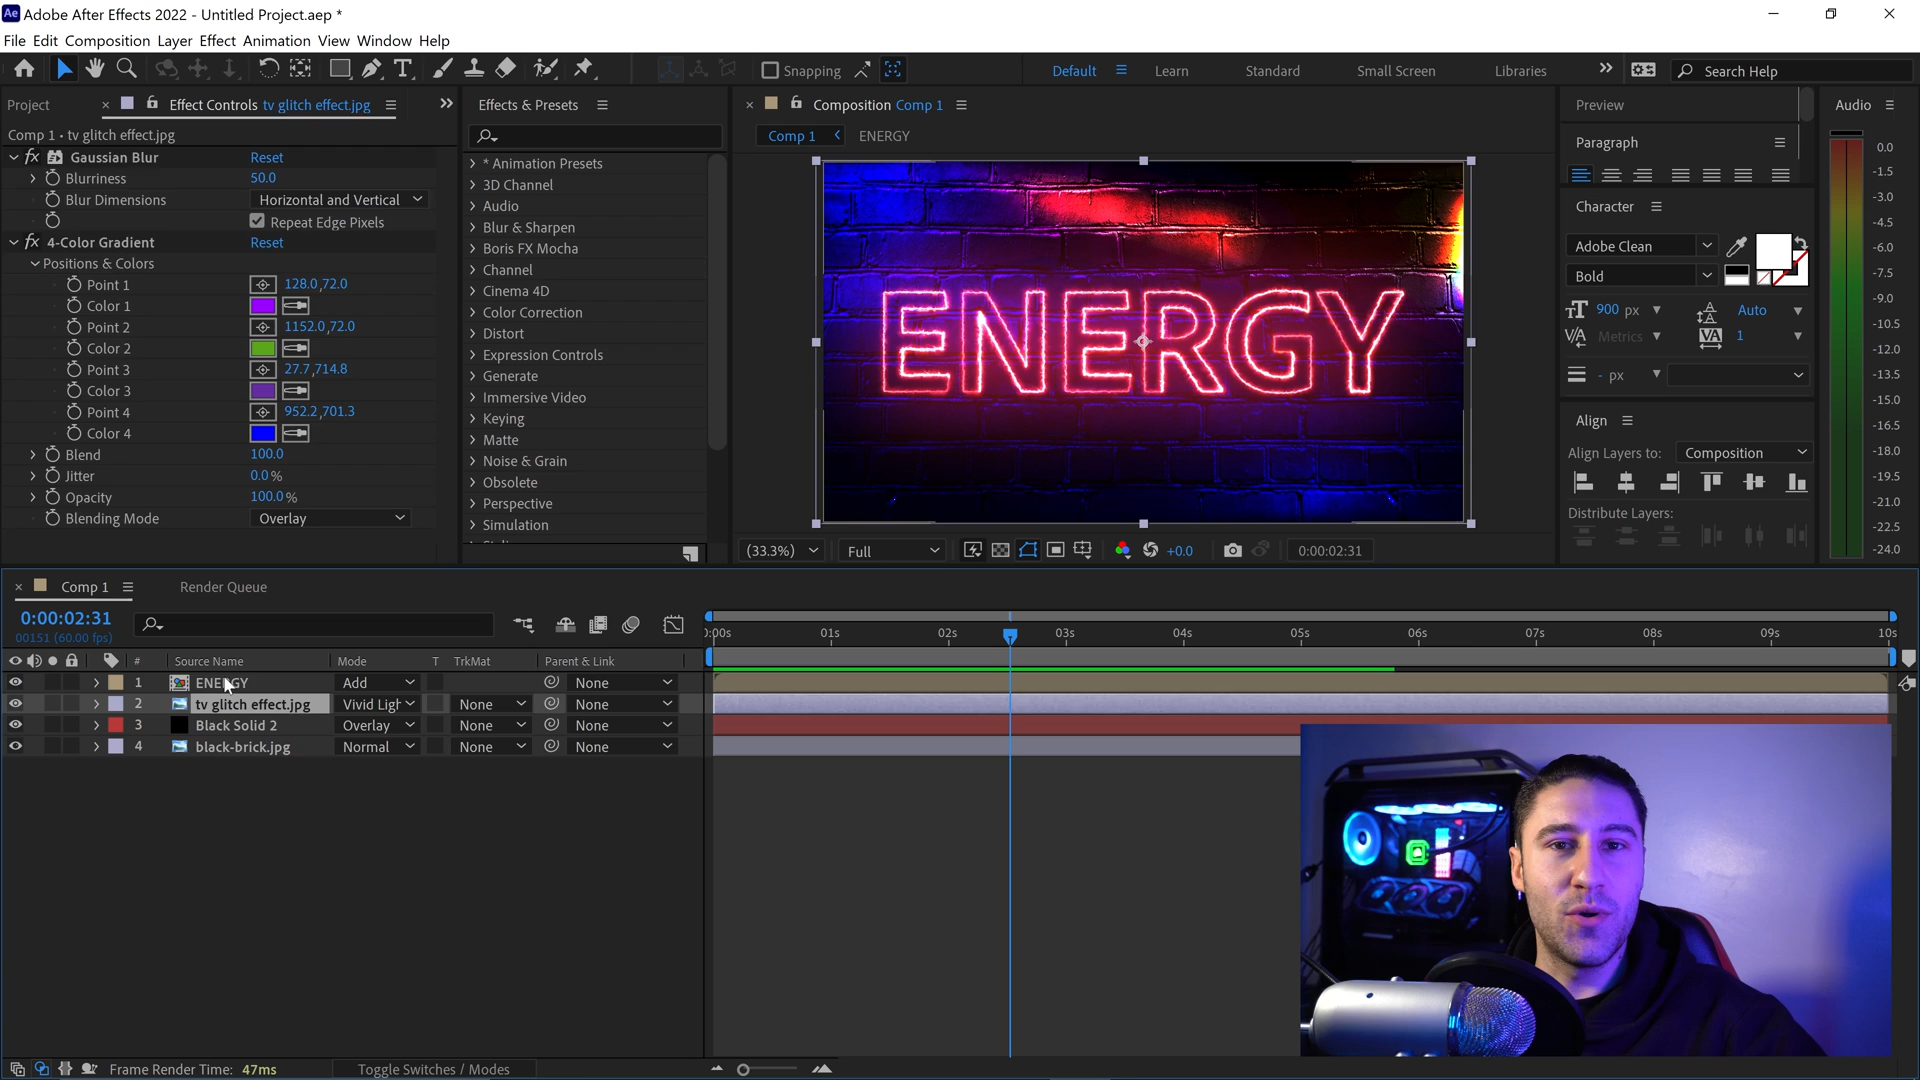 Ae Adobe After Effects 2022 - Untitled Project.aep *
File Edit Composition Layer Effect Animation View Window Help
Snapping
Default Learn Standard Small Screen Libraries Search Help
Project Effect Controls tv glitch effect.jpg
Comp 1 • tv glitch effect.jpg
fx Gaussian Blur Reset
Blurriness 50.0
Blur Dimensions Horizontal and Vertical
Repeat Edge Pixels
fx 4-Color Gradient Reset
Positions & Colors
Point 1 128.0,72.0
Color 1
Point 2 1152.0,72.0
Color 2
Point 3 27.7,714.8
Color 3
Point 4 952.2,701.3
Color 4
Blend 100.0
Jitter 0.0 %
Opacity 100.0 %
Blending Mode Overlay
Effects & Presets
* Animation Presets
3D Channel
Audio
Blur & Sharpen
Boris FX Mocha
Channel
Cinema 4D
Color Correction
Distort
Expression Controls
Generate
Immersive Video
Keying
Matte
Noise & Grain
Obsolete
Perspective
Simulation
Composition Comp 1
Comp 1 ENERGY
ENERGY
(33.3%) Full +0.0 0:00:02:31
Preview
Paragraph
Character
Adobe Clean
Bold
900 px Auto
Metrics 1
- px
Align
Align Layers to: Composition
Distribute Layers:
Audio
0.0
-1.5
-3.0
-4.5
-6.0
-7.5
-9.0
-10.5
-12.0
-13.5
-15.0
-16.5
-18.0
-19.5
-21.0
-22.5
-24.0
Comp 1 Render Queue
0:00:02:31
00151 (60.00 fps)
:00s 01s 02s 03s 04s 05s 06s 07s 08s 09s 10s
# Source Name Mode T TrkMat Parent & Link
1 ENERGY Add None
2 tv glitch effect.jpg Vivid Ligh None None
3 Black Solid 2 Overlay None None
4 black-brick.jpg Normal None None
Frame Render Time: 47ms Toggle Switches / Modes